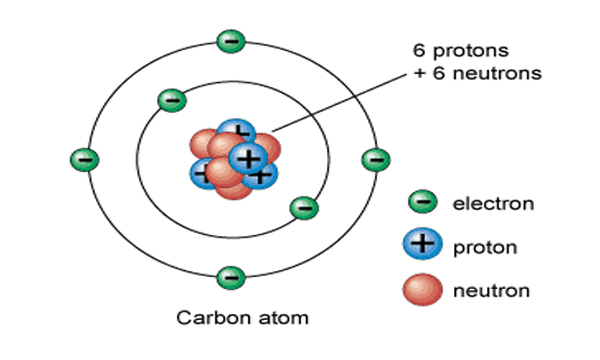 6 protons
+ 6 neutrons
electron
proton
neutron
Carbon atom